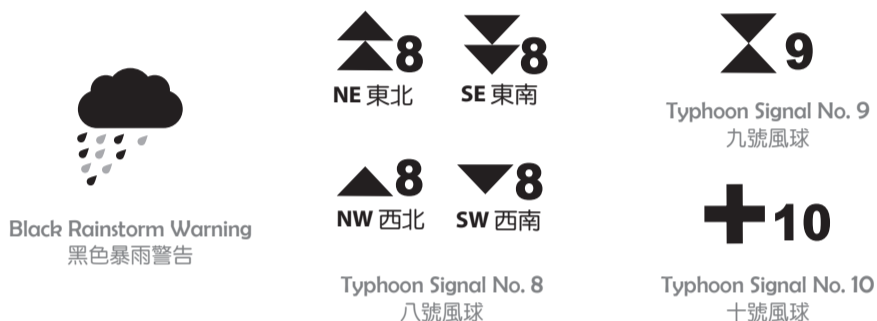 Black Rainstorm Warning
黑色暴雨警告
8
NE 東北
8
SE 東南
8
NW 西北
8
SW 西南
Typhoon Signal No. 8
八號風球
9
Typhoon Signal No. 9
九號風球
10
Typhoon Signal No. 10
十號風球